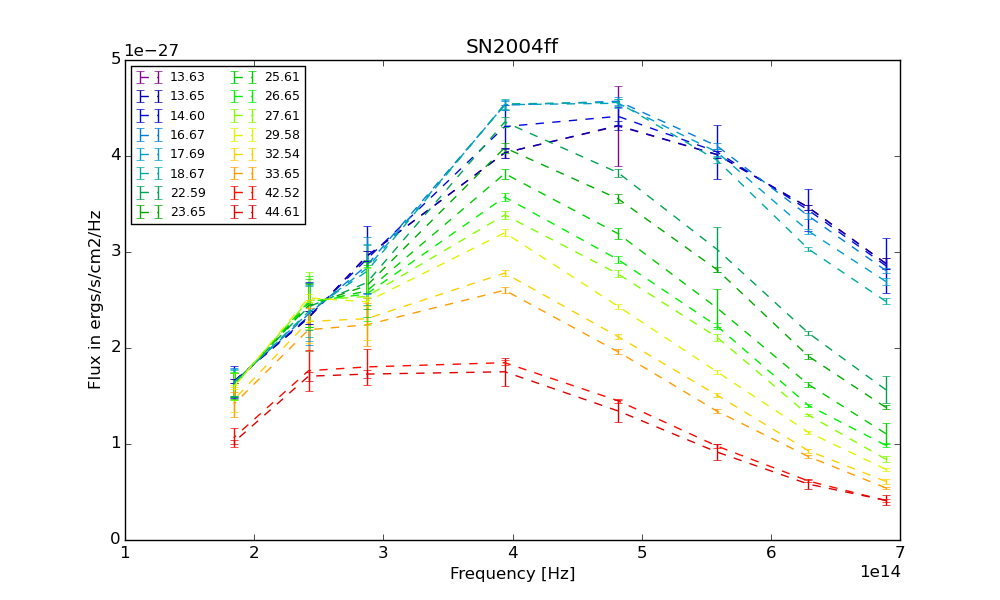 SN2004ff
1e−27
5
4
3
2
1
0
Flux in ergs/s/cm2/Hz
13.63 25.61
13.65 26.65
14.60 27.61
16.67 29.58
17.69 32.54
18.67 33.65
22.59 42.52
23.65 44.61
1 2 3 4 5 6 7
Frequency [Hz]
1e14